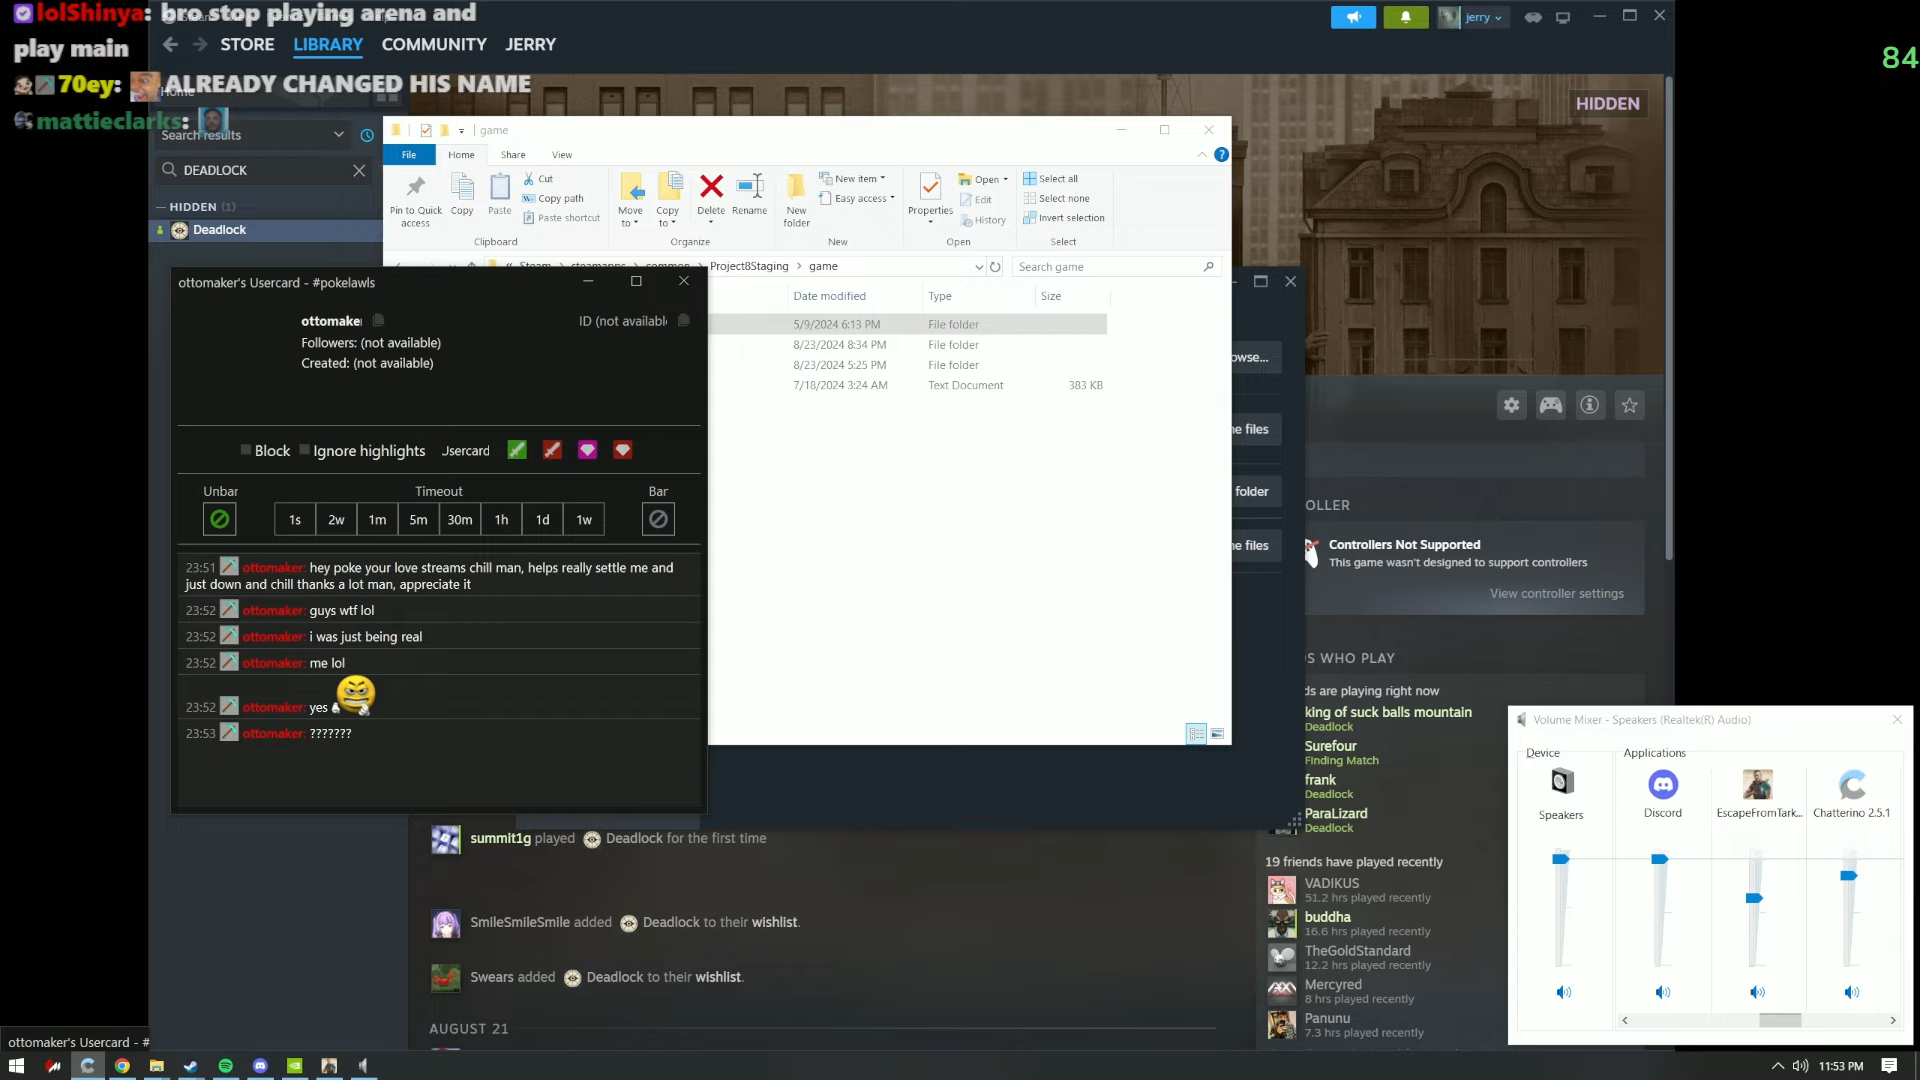 lolShinya: bro stop playing arena and
play main
70ey: ALREADY CHANGED HIS NAME
mattieclarks:
STORE LIBRARY COMMUNITY JERRY
jerry
84
HIDDEN
Home
Search results
DEADLOCK
HIDDEN (1)
Deadlock
game
File Home Share View
Pin to Quick access
Copy
Paste
Cut
Copy path
Paste shortcut
Clipboard
Move to
Copy to
Delete
Rename
Organize
New folder
New item
Easy access
New
Properties
Open
Edit
History
Open
Select all
Select none
Invert selection
Select
« Steam steamapps common Project8Staging > game
Search game
Date modified Type Size
5/9/2024 6:13 PM File folder
8/23/2024 8:34 PM File folder
8/23/2024 5:25 PM File folder
7/18/2024 3:24 AM Text Document 383 KB
ottomaker's Usercard - #pokelawls
ottomaker
ID (not availabl
Followers: (not available)
Created: (not available)
Block Ignore highlights Jsercard
Unbar Timeout Bar
1s 2w 1m 5m 30m 1h 1d 1w
23:51 ottomaker: hey poke your love streams chill man, helps really settle me and
just down and chill thanks a lot man, appreciate it
23:52 ottomaker: guys wtf lol
23:52 ottomaker: i was just being real
23:52 ottomaker: me lol
23:52 ottomaker: yes
23:53 ottomaker: ???????
owse...
e files
folder
e files
OLLER
Controllers Not Supported
This game wasn't designed to support controllers
View controller settings
S WHO PLAY
ds are playing right now
king of suck balls mountain
Deadlock
Surefour
Finding Match
frank
Deadlock
ParaLizard
Deadlock
19 friends have played recently
VADIKUS
51.2 hrs played recently
buddha
16.6 hrs played recently
TheGoldStandard
12.2 hrs played recently
Mercyred
8 hrs played recently
Panunu
7.3 hrs played recently
summit1g played Deadlock for the first time
SmileSmileSmile added Deadlock to their wishlist.
Swears added Deadlock to their wishlist.
AUGUST 21
Volume Mixer - Speakers (Realtek(R) Audio)
Device Applications
Speakers
Discord
EscapeFromTark...
Chatterino 2.5.1
ottomaker's Usercard - #
11:53 PM